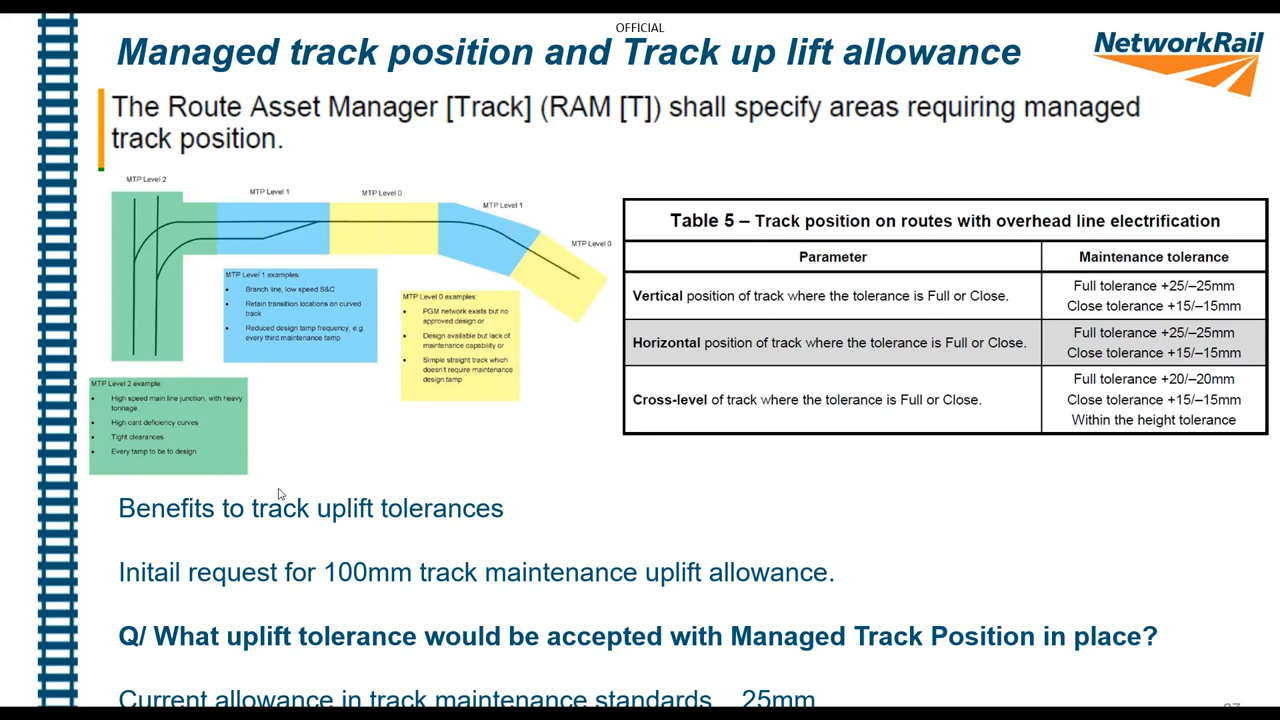 OFFICIAL
Managed track position and Track up lift allowance
NetworkRail
The Route Asset Manager [Track] (RAM [T]) shall specify areas requiring managed
track position.
MTP Level 2
MTP Level 1
MTP Level 0
MTP Level 1
MTP Level 0
MTP Level 1 examples:
• Branch line, low speed S&C
• Retain transition locations on curved
track
• Reduced design tamp frequency, e.g.
every third maintenance tamp
MTP Level 0 examples:
• PGM network exists but no
approved design or
• Design available but lack of
maintenance capability or
• Simple straight track which
doesn't require maintenance
design tamp
MTP Level 2 example:
• High speed main line junction, with heavy
tonnage.
• High cant deficiency curves
• Tight clearances
• Every tamp to be to design
Table 5 – Track position on routes with overhead line electrification
Parameter
Maintenance tolerance
Vertical position of track where the tolerance is Full or Close.
Full tolerance +25/–25mm
Close tolerance +15/–15mm
Horizontal position of track where the tolerance is Full or Close.
Full tolerance +25/–25mm
Close tolerance +15/–15mm
Cross-level of track where the tolerance is Full or Close.
Full tolerance +20/–20mm
Close tolerance +15/–15mm
Within the height tolerance
Benefits to track uplift tolerances
Initail request for 100mm track maintenance uplift allowance.
Q/ What uplift tolerance would be accepted with Managed Track Position in place?
Current allowance in track maintenance standards 25mm